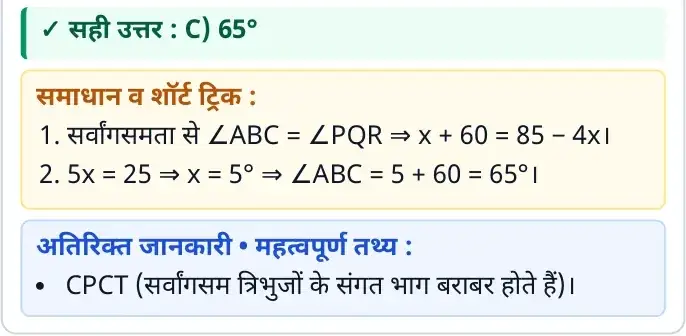 ✓ सही उत्तर : C) 65°
समाधान व शॉर्ट ट्रिक :
1. सर्वांगसमता से ∠ABC = ∠PQR ⇒ x + 60 = 85 − 4x।
2. 5x = 25 ⇒ x = 5° ⇒ ∠ABC = 5 + 60 = 65°।
अतिरिक्त जानकारी • महत्वपूर्ण तथ्य :
• CPCT (सर्वांगसम त्रिभुजों के संगत भाग बराबर होते हैं)।